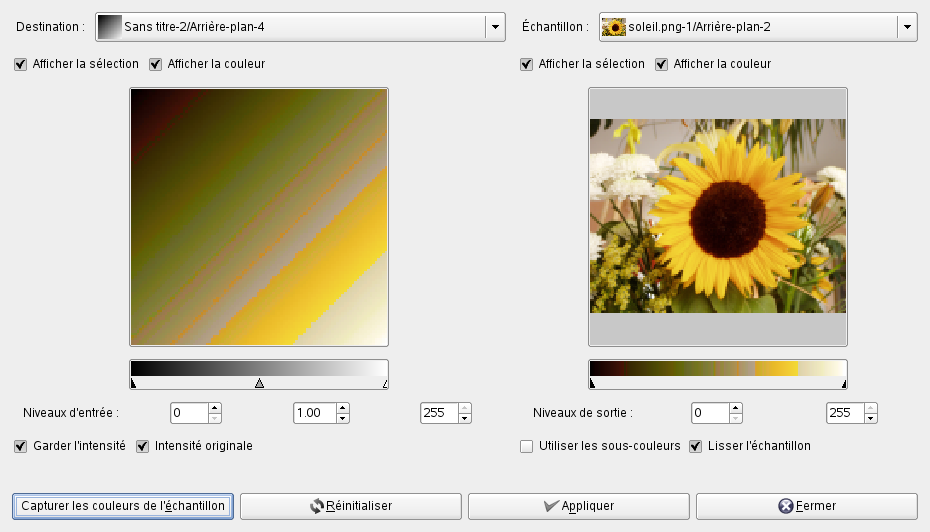 Destination : Sans titre-2/Arrière-plan-4 Échantillon : soleil.png-1/Arrière-plan-2
Afficher la sélection Afficher la couleur Afficher la sélection Afficher la couleur
Niveaux d'entrée : 0 1.00 255 Niveaux de sortie : 0 255
Garder l'intensité Intensité originale Utiliser les sous-couleurs Lisser l'échantillon
Capturer les couleurs de l'échantillon Réinitialiser Appliquer Fermer